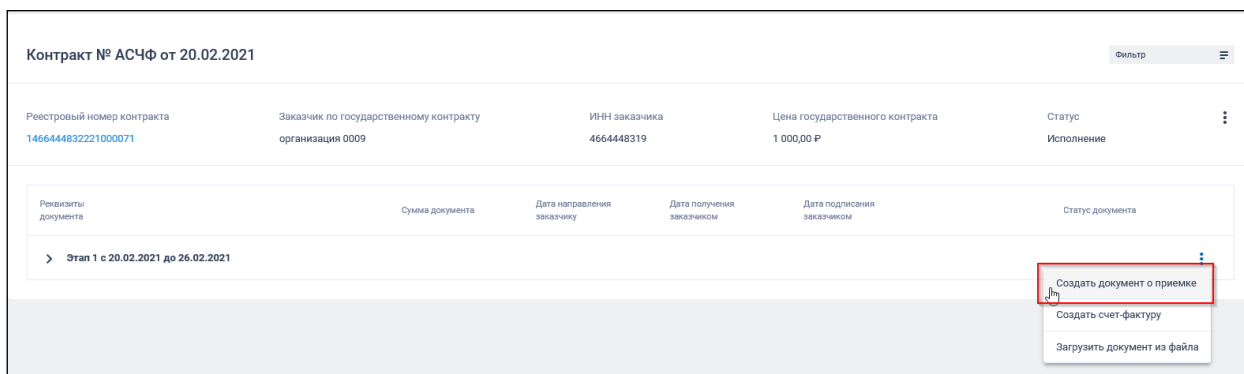 Контракт № АСЧФ от 20.02.2021
Фильтр
Реестровый номер контракта
Заказчик по государственному контракту
ИНН заказчика
Цена государственного контракта
Статус
1466444832221000071
организация 0009
4664448319
1 000,00 ₽
Исполнение
Реквизиты
документа
Сумма документа
Дата направления
заказчику
Дата получения
заказчиком
Дата подписания
заказчиком
Статус документа
Этап 1 с 20.02.2021 до 26.02.2021
Создать документ о приемке
Создать счет-фактуру
Загрузить документ из файла